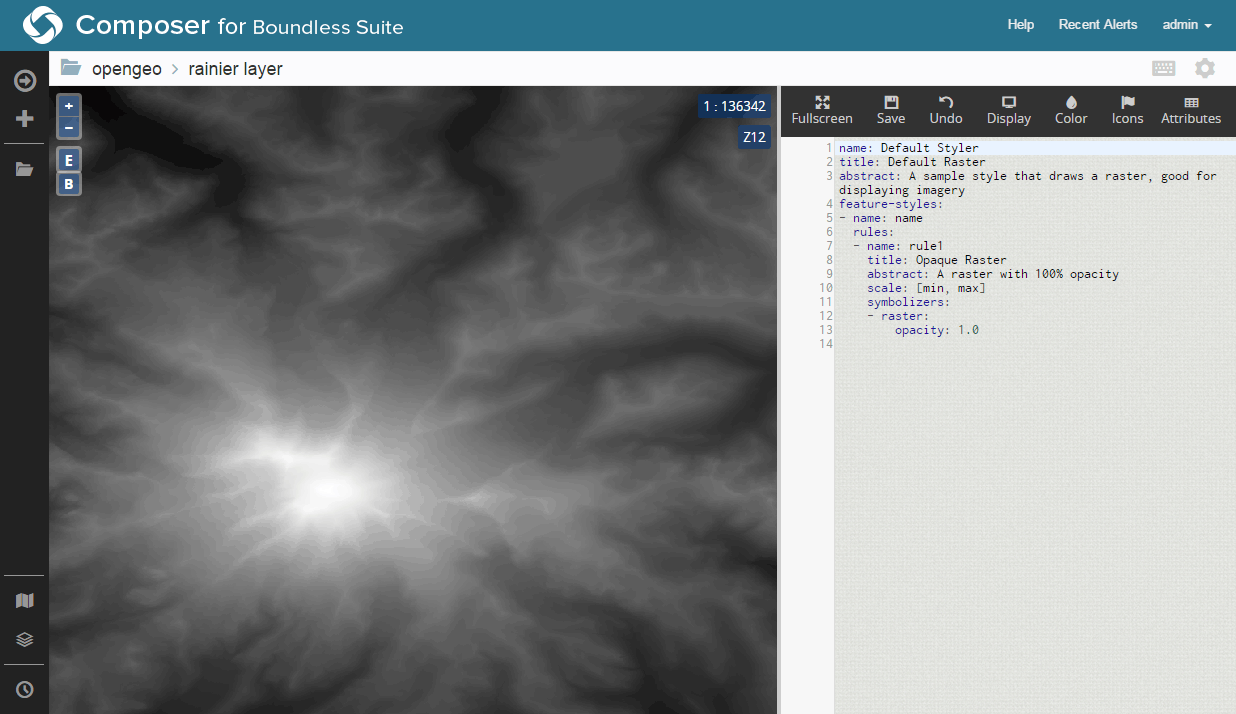 Composer for Boundless Suite
Help Recent Alerts admin
opengeo > rainier layer
+
−
E
B
1 : 136342
Z12
Fullscreen Save Undo Display Color Icons Attributes
1 name: Default Styler
2 title: Default Raster
3 abstract: A sample style that draws a raster, good for
displaying imagery
4 feature-styles:
5 - name: name
6 rules:
7 - name: rule1
8 title: Opaque Raster
9 abstract: A raster with 100% opacity
10 scale: [min, max]
11 symbolizers:
12 - raster:
13 opacity: 1.0
14